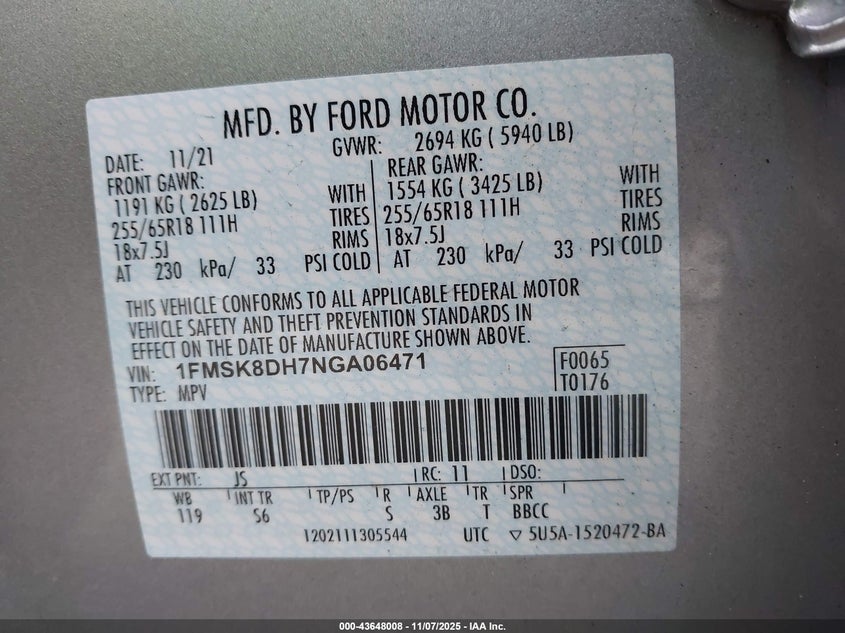 MFD. BY FORD MOTOR CO.
DATE: 11/21 GVWR: 2694 KG ( 5940 LB)
FRONT GAWR: REAR GAWR:
1191 KG ( 2625 LB) WITH 1554 KG ( 3425 LB) WITH
255/65R18 111H TIRES 255/65R18 111H TIRES
18x7.5J RIMS 18x7.5J RIMS
AT 230 kPa/ 33 PSI COLD AT 230 kPa/ 33 PSI COLD
THIS VEHICLE CONFORMS TO ALL APPLICABLE FEDERAL MOTOR
VEHICLE SAFETY AND THEFT PREVENTION STANDARDS IN
EFFECT ON THE DATE OF MANUFACTURE SHOWN ABOVE.
VIN: 1FMSK8DH7NGA06471 F0065
TYPE: MPV T0176
EXT PNT: JS RC: 11 DSO:
WB INT TR TP/PS R AXLE TR SPR
119 S6 S 3B T BBCC
1202111305544 UTC ▽ 5U5A-1520472-BA
000-43648008 - 11/07/2025 - IAA Inc.